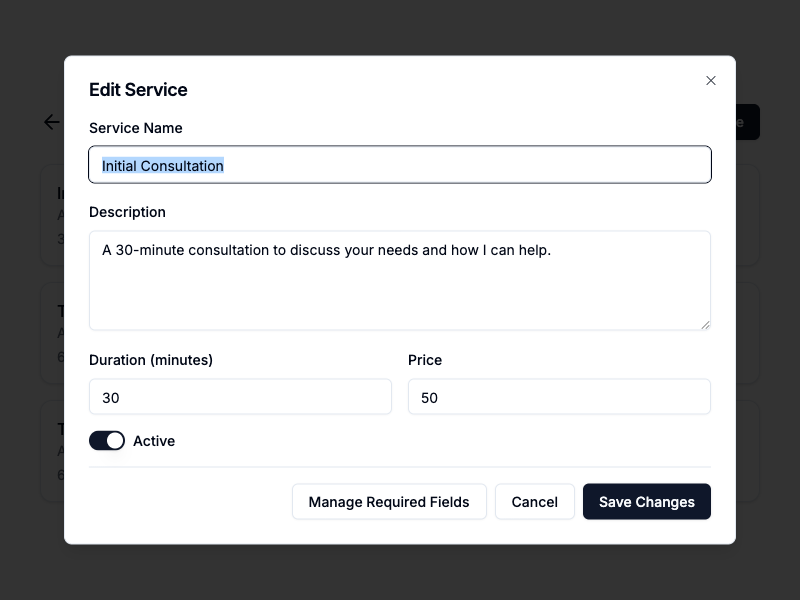 Edit Service
Service Name
Initial Consultation
Description
A 30-minute consultation to discuss your needs and how I can help.
Duration (minutes)
Price
30
50
Active
Manage Required Fields
Cancel
Save Changes